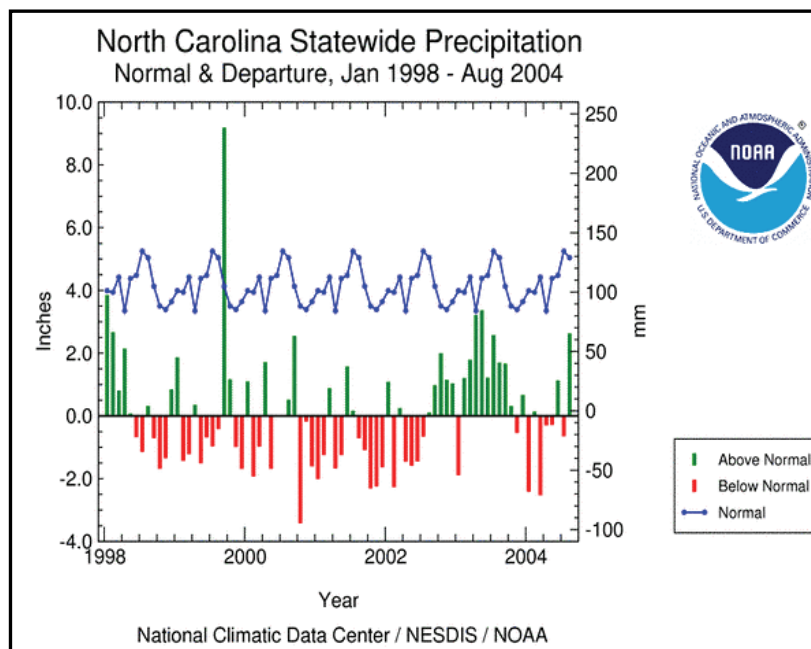 North Carolina Statewide Precipitation
Normal & Departure, Jan 1998 - Aug 2004
10.0
8.0
6.0
4.0
2.0
0.0
-2.0
-4.0
Inches
250
200
150
100
50
0
-50
-100
mm
1998
2000
2002
2004
Year
National Climatic Data Center / NESDIS / NOAA
NATIONAL OCEANIC AND ATMOSPHERIC ADMINISTRATION
NOAA
U.S. DEPARTMENT OF COMMERCE
®
Above Normal
Below Normal
Normal